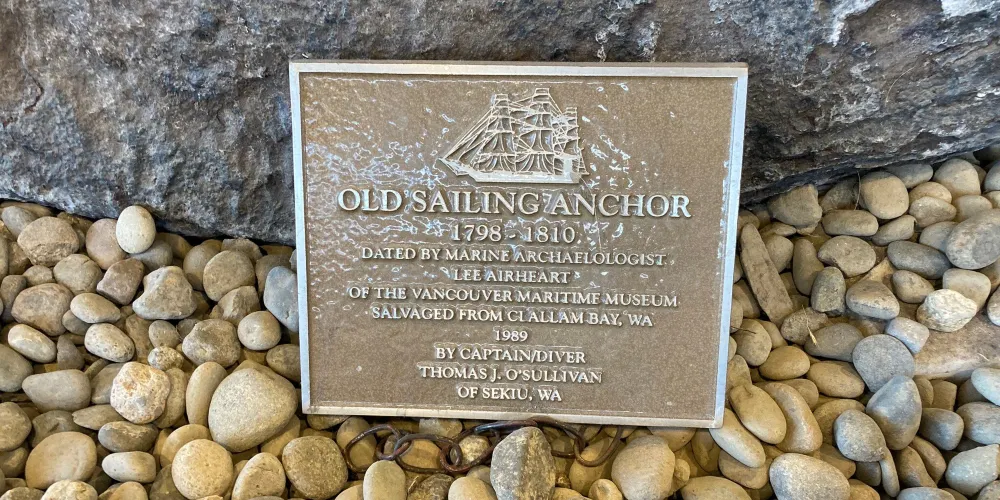 OLD SAILING ANCHOR
1798 - 1810
DATED BY MARINE ARCHAELOLOGIST
LEE AIRHEART
OF THE VANCOUVER MARITIME MUSEUM
SALVAGED FROM CLALLAM BAY, WA
1989
BY CAPTAIN/DIVER
THOMAS J. O'SULLIVAN
OF SEKIU, WA